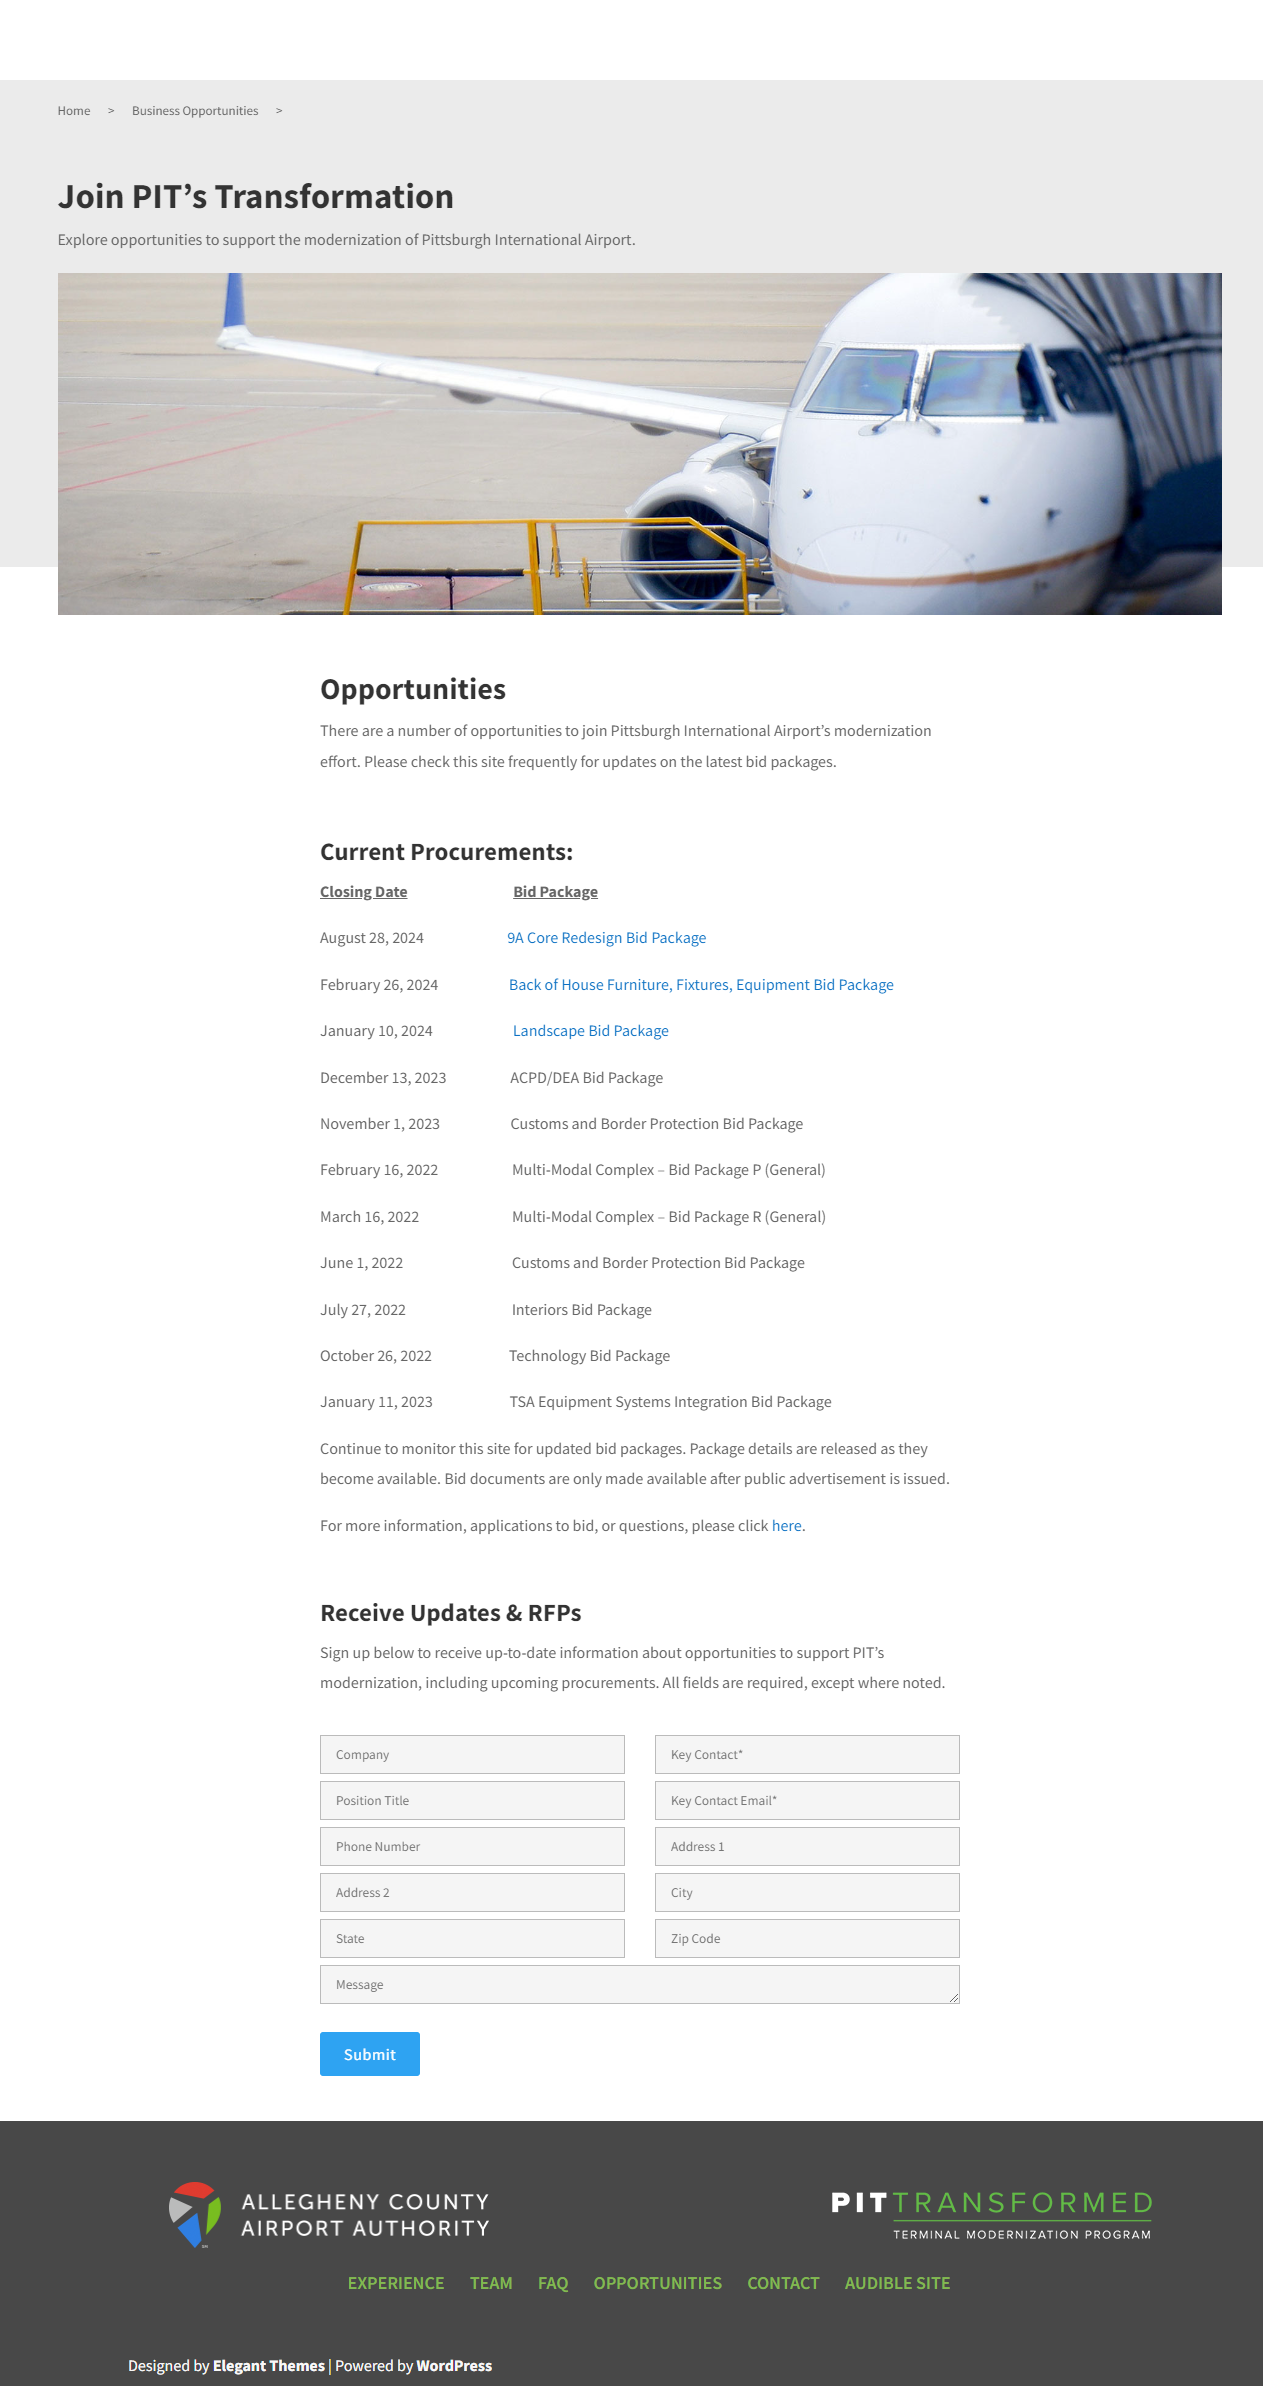 Home > Business Opportunities >
Join PIT’s Transformation
Explore opportunities to support the modernization of Pittsburgh International Airport.
Opportunities
There are a number of opportunities to join Pittsburgh International Airport’s modernization
effort. Please check this site frequently for updates on the latest bid packages.
Current Procurements:
Closing Date Bid Package
August 28, 2024 9A Core Redesign Bid Package
February 26, 2024 Back of House Furniture, Fixtures, Equipment Bid Package
January 10, 2024 Landscape Bid Package
December 13, 2023 ACPD/DEA Bid Package
November 1, 2023 Customs and Border Protection Bid Package
February 16, 2022 Multi-Modal Complex – Bid Package P (General)
March 16, 2022 Multi-Modal Complex – Bid Package R (General)
June 1, 2022 Customs and Border Protection Bid Package
July 27, 2022 Interiors Bid Package
October 26, 2022 Technology Bid Package
January 11, 2023 TSA Equipment Systems Integration Bid Package
Continue to monitor this site for updated bid packages. Package details are released as they
become available. Bid documents are only made available after public advertisement is issued.
For more information, applications to bid, or questions, please click here.
Receive Updates & RFPs
Sign up below to receive up-to-date information about opportunities to support PIT’s
modernization, including upcoming procurements. All fields are required, except where noted.
Company Key Contact*
Position Title Key Contact Email*
Phone Number Address 1
Address 2 City
State Zip Code
Message
Submit
ALLEGHENY COUNTY
AIRPORT AUTHORITY
PITTRANSFORMED
TERMINAL MODERNIZATION PROGRAM
EXPERIENCE TEAM FAQ OPPORTUNITIES CONTACT AUDIBLE SITE
Designed by Elegant Themes | Powered by WordPress